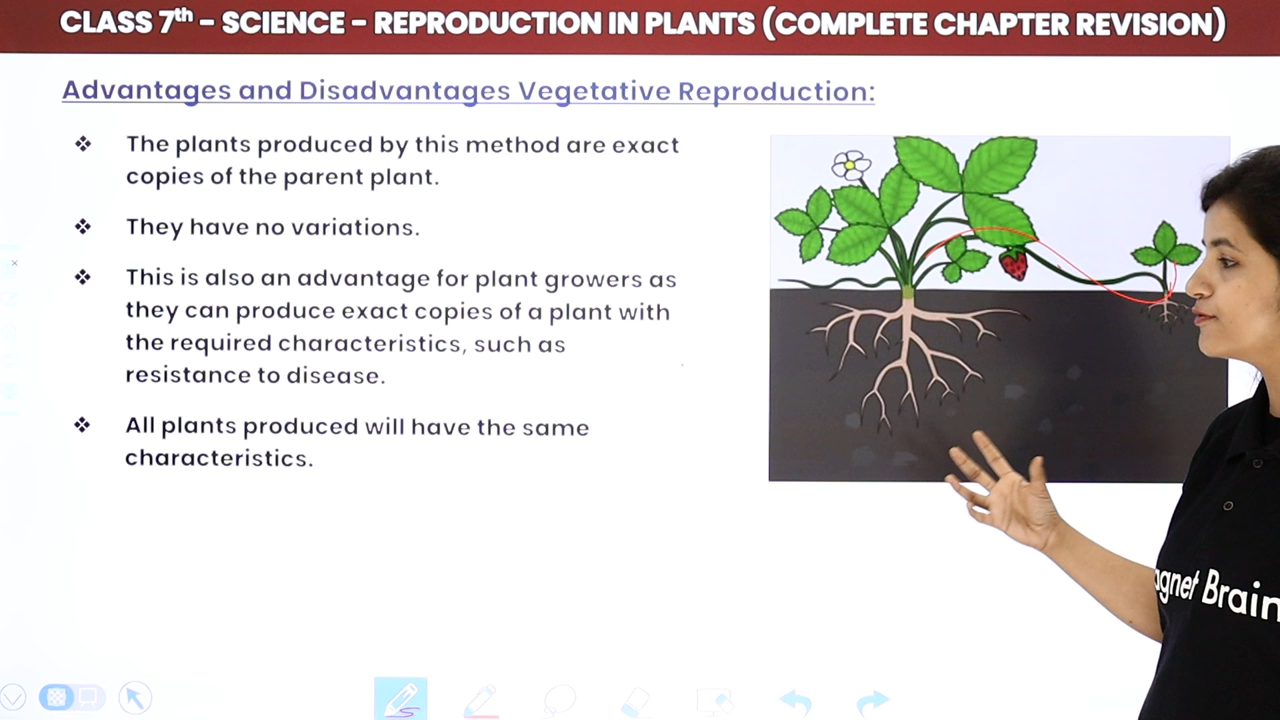 CLASS 7th – SCIENCE – REPRODUCTION IN PLANTS (COMPLETE CHAPTER REVISION)
Advantages and Disadvantages Vegetative Reproduction:
❖ The plants produced by this method are exact
copies of the parent plant.
❖ They have no variations.
❖ This is also an advantage for plant growers as
they can produce exact copies of a plant with
the required characteristics, such as
resistance to disease.
❖ All plants produced will have the same
characteristics.
agnet Brain